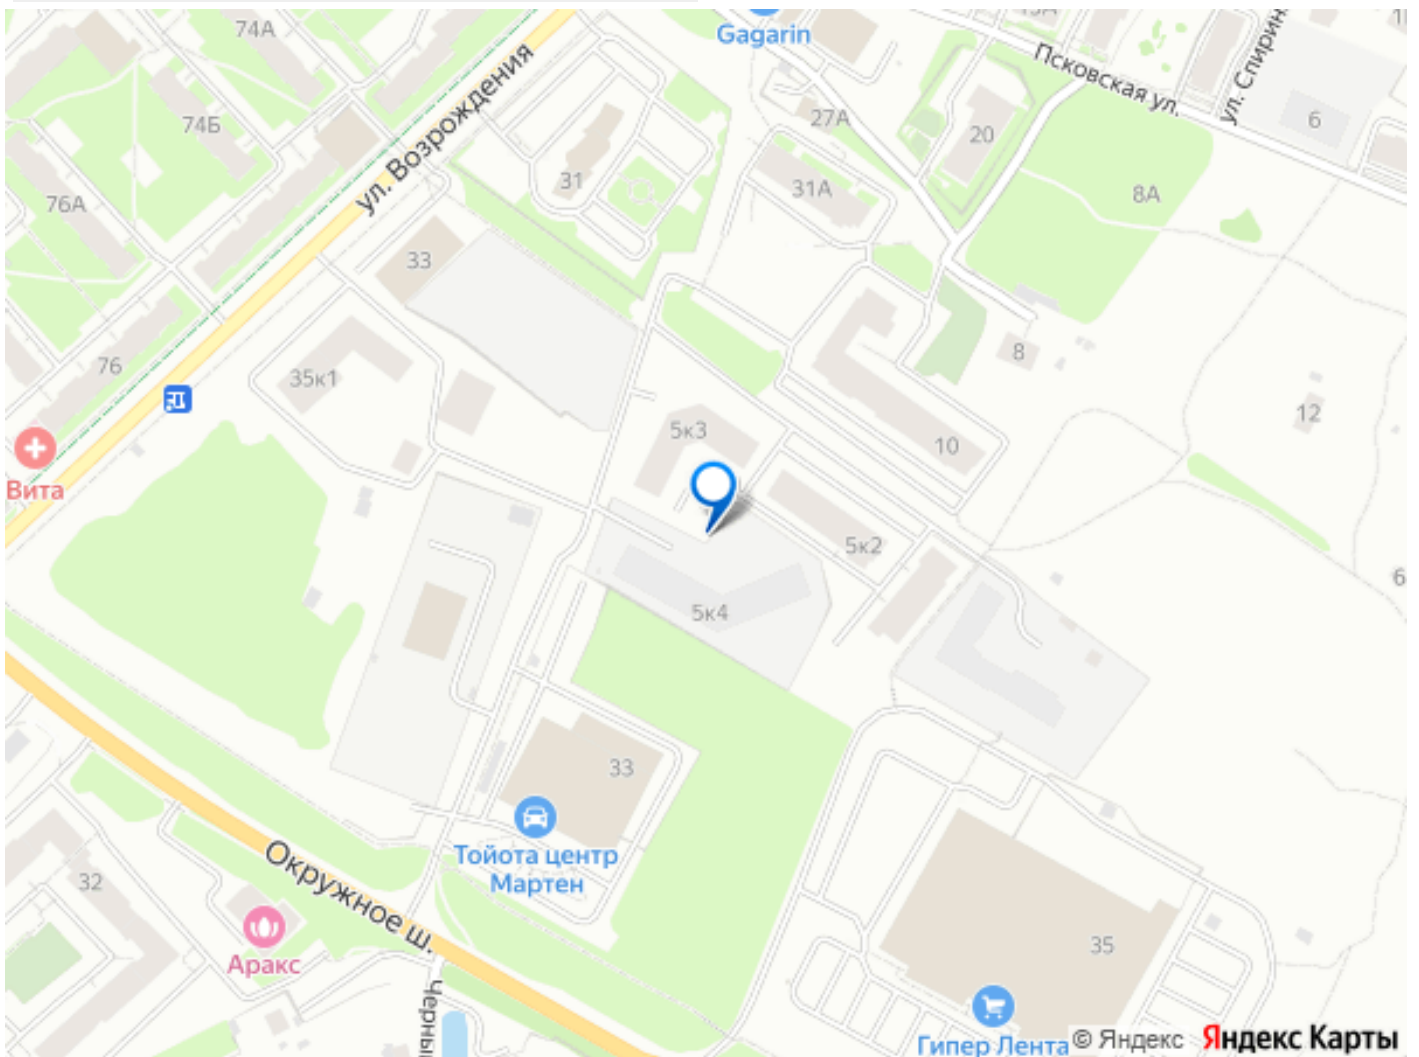 74А
Gagarin
Псковская ул.
ул. Спирин
ул. Возрождения
74Б
27А
20
6
76А
31
31А
8А
33
76
35к1
8
12
5к3
10
Вита
5к2
5к4
33
Тойота центр
Мартен
Окружное ш.
32
Аракс
35
Черны
Гипер Лента
© Яндекс
Яндекс Карты